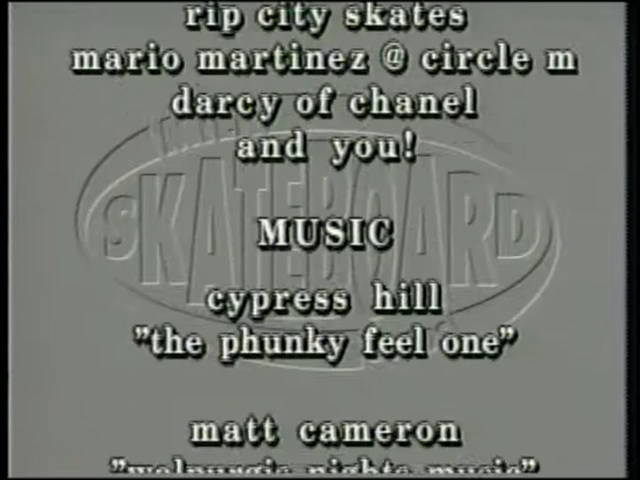 rip city skates
mario martinez @ circle m
darcy of chanel
and you!
SKATEBOARD
MUSIC
cypress hill
"the phunky feel one"
matt cameron